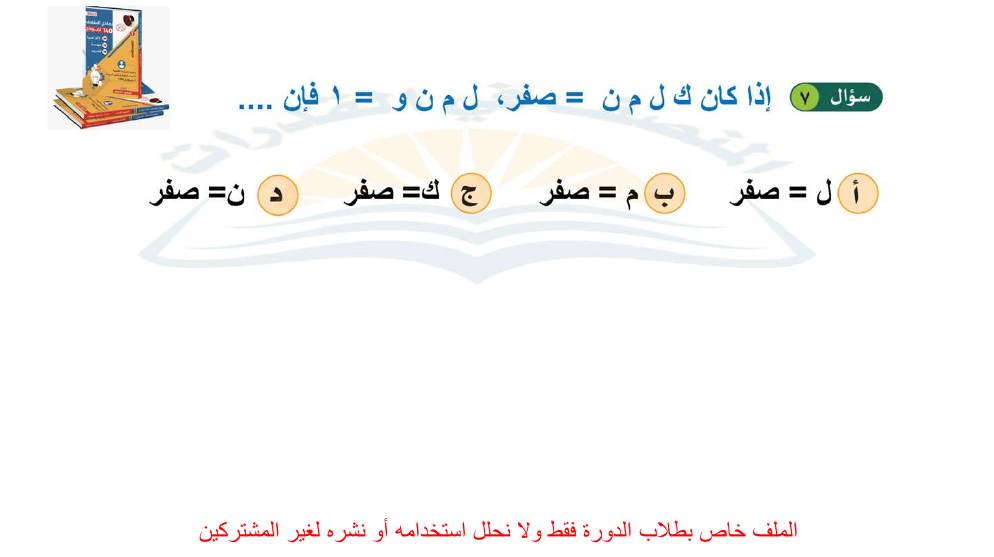 سؤال ٧ إذا كان ك ل م ن = صفر، ل م ن و = ١ فإن ....
أ ل = صفر ب م = صفر ج ك= صفر د ن= صفر
الملف خاص بطلاب الدورة فقط ولا نحلل استخدامه أو نشره لغير المشتركين